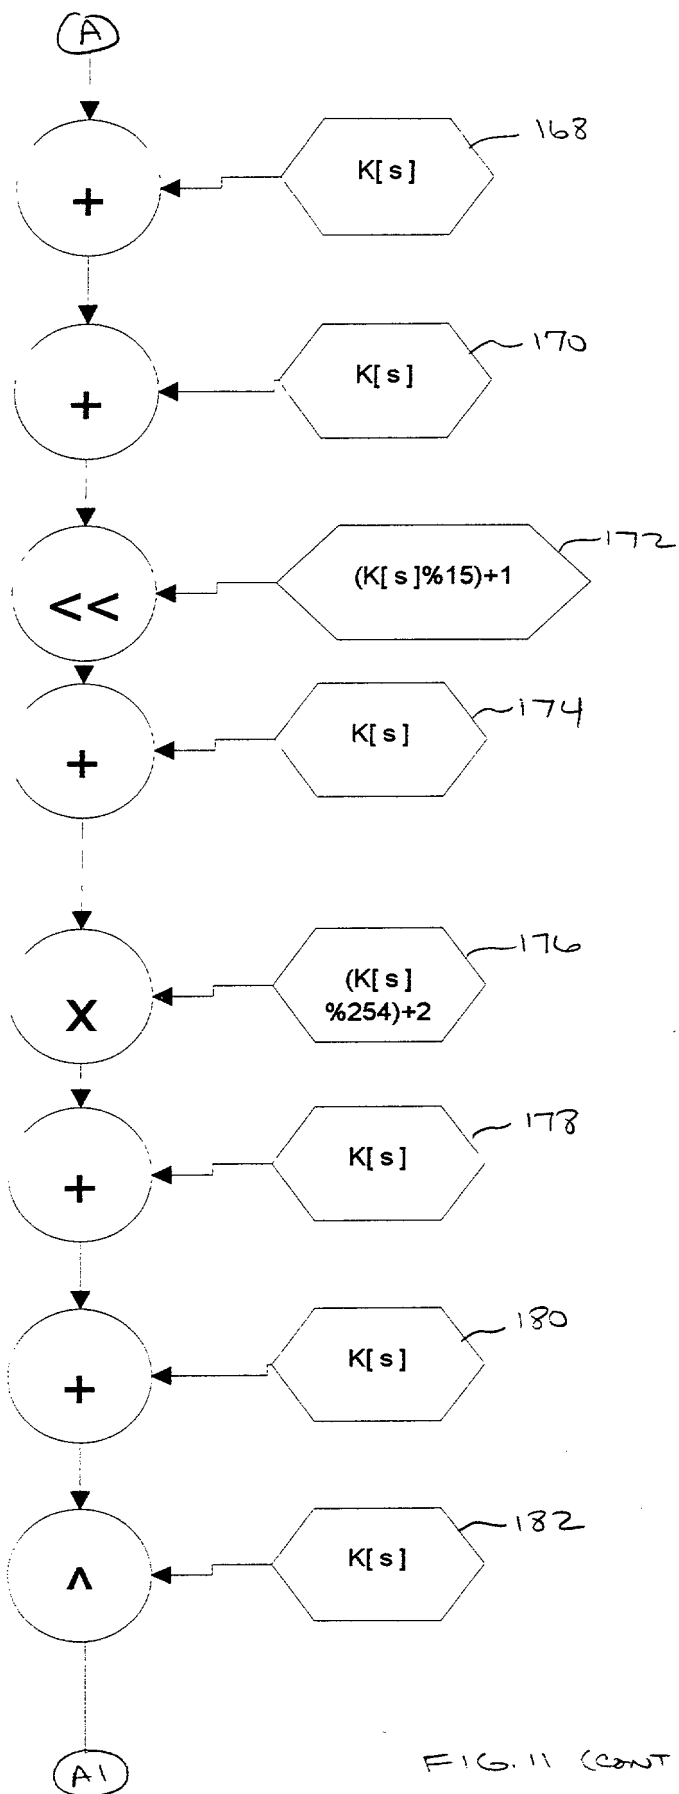 A
+
K[s]
168
+
K[s]
170
<<
(K[s]%15)+1
172
+
K[s]
174
X
(K[s]
%254)+2
176
+
K[s]
178
+
K[s]
180
^
K[s]
182
A1
FIG.11 (CONT